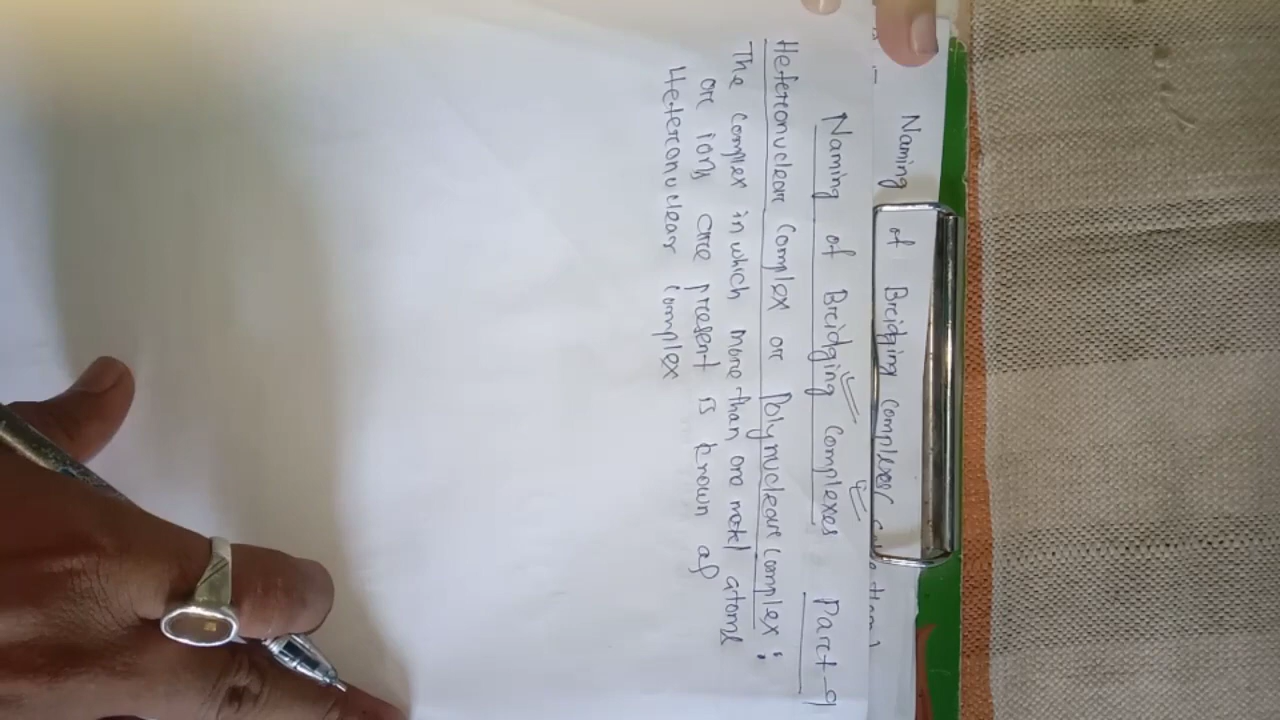 Naming of Bridging complexes
Naming of Bridging Complexes Part-9
Heteronuclear Complex or Polynuclear Complex :
The complex in which more than one metal atoms
or ions are present is known as
Heteronuclear Complex